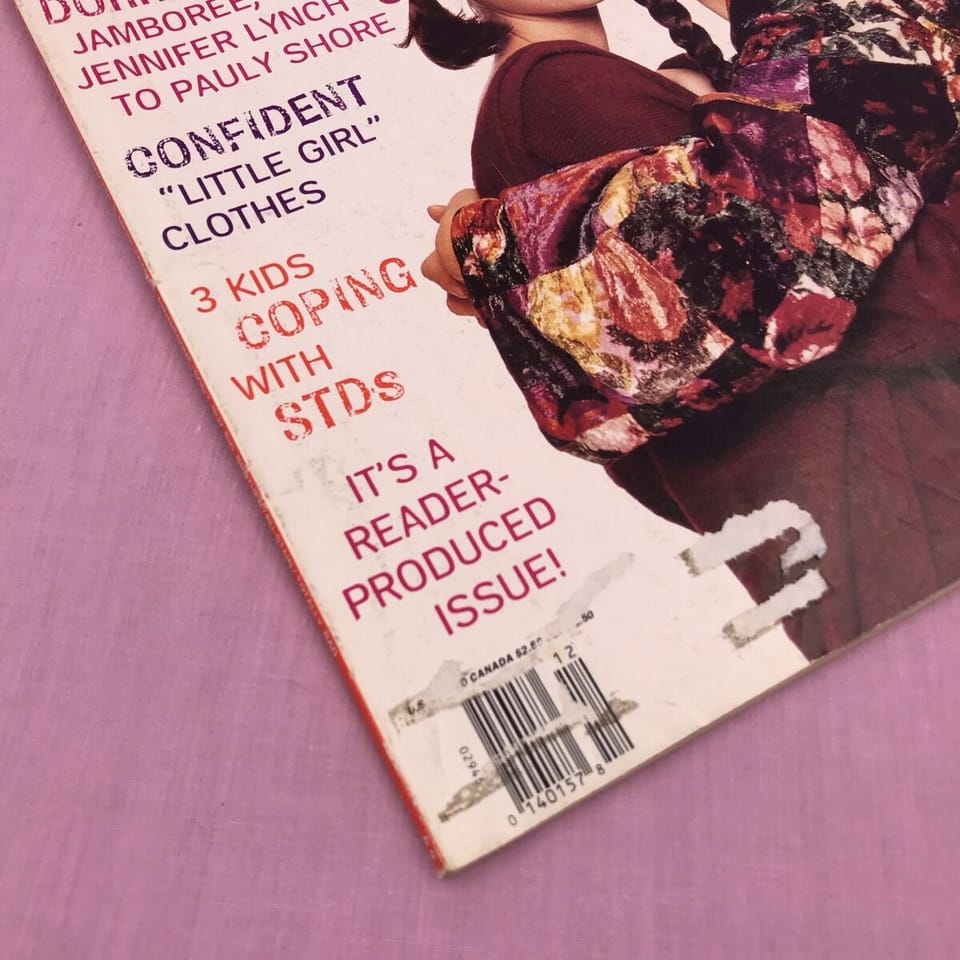 JAMBOREE,
JENNIFER LYNCH
TO PAULY SHORE
CONFIDENT
"LITTLE GIRL"
CLOTHES
3 KIDS
COPING
WITH
STDs
IT'S A
READER-
PRODUCED
ISSUE!
CANADA
12
0 140157 8